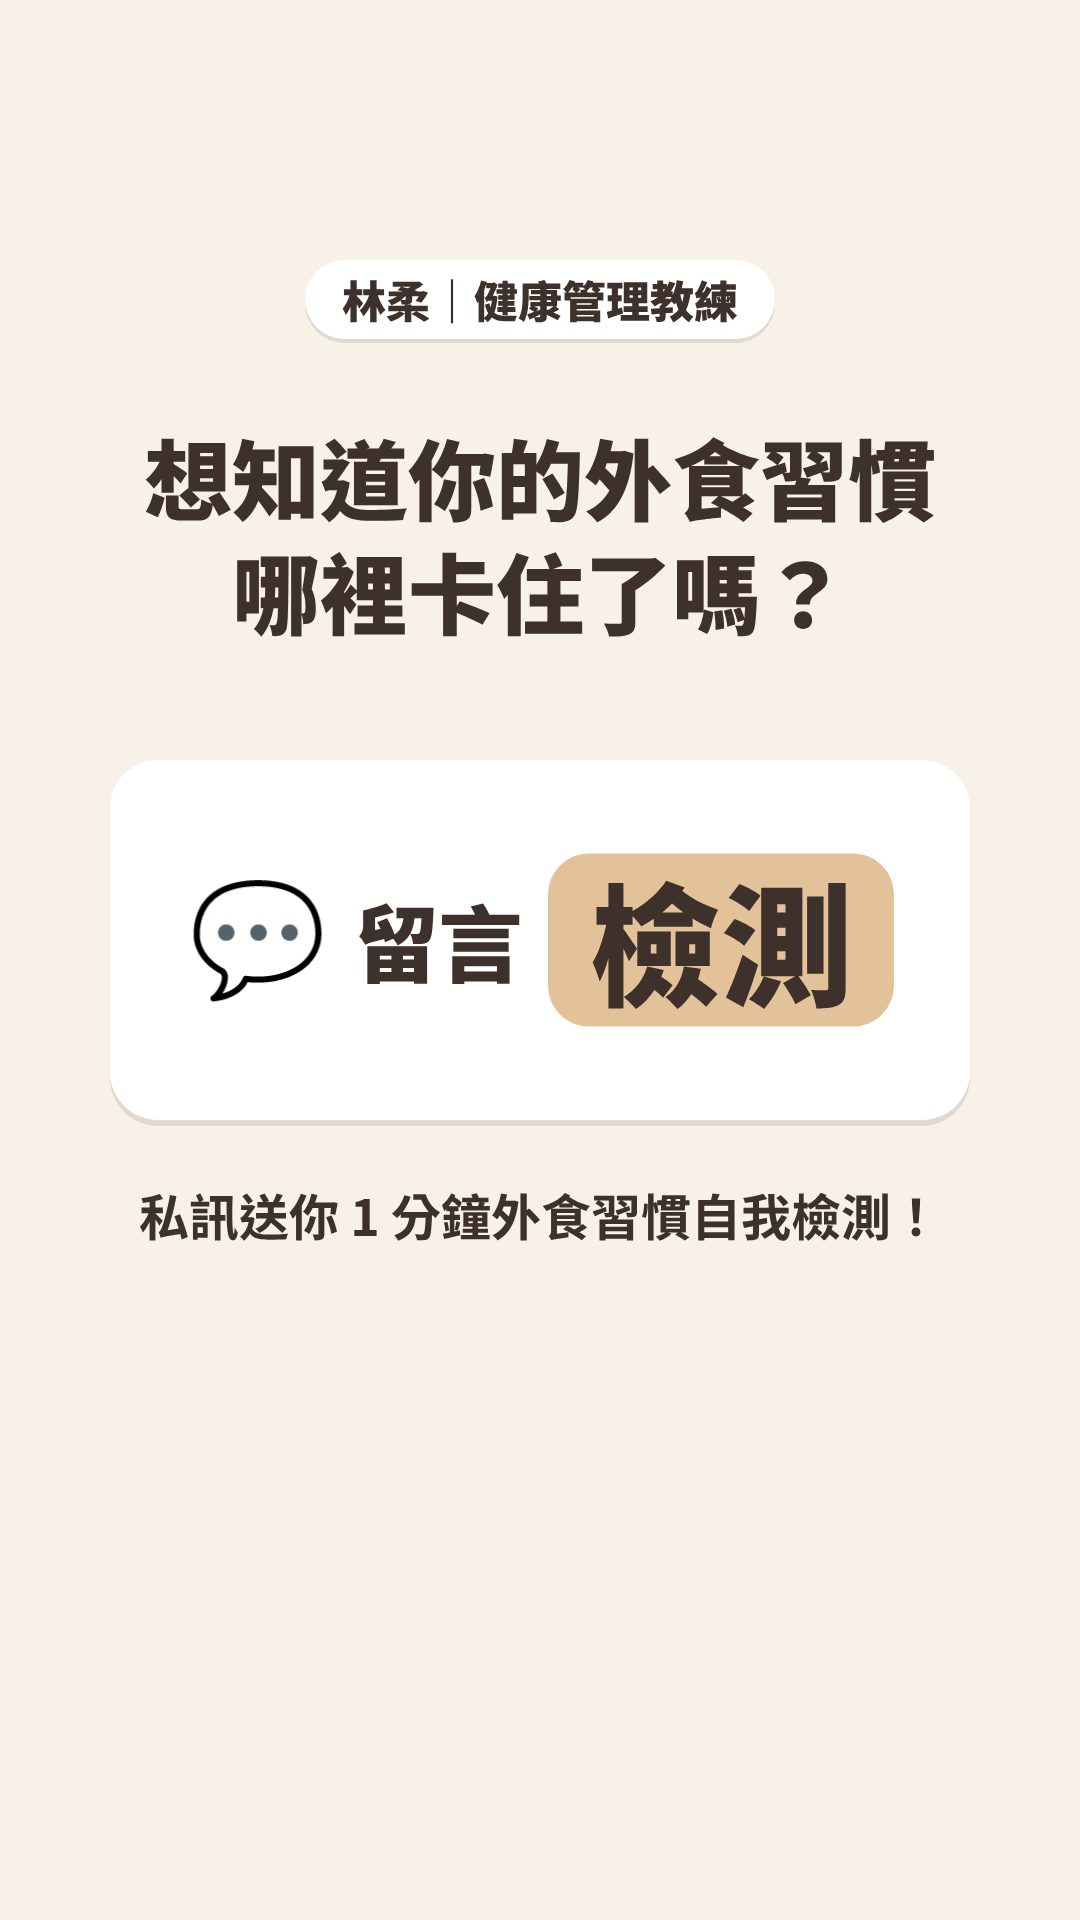 林柔｜健康管理教練
想知道你的外食習慣
哪裡卡住了嗎？
💬 留言 檢測
私訊送你 1 分鐘外食習慣自我檢測！